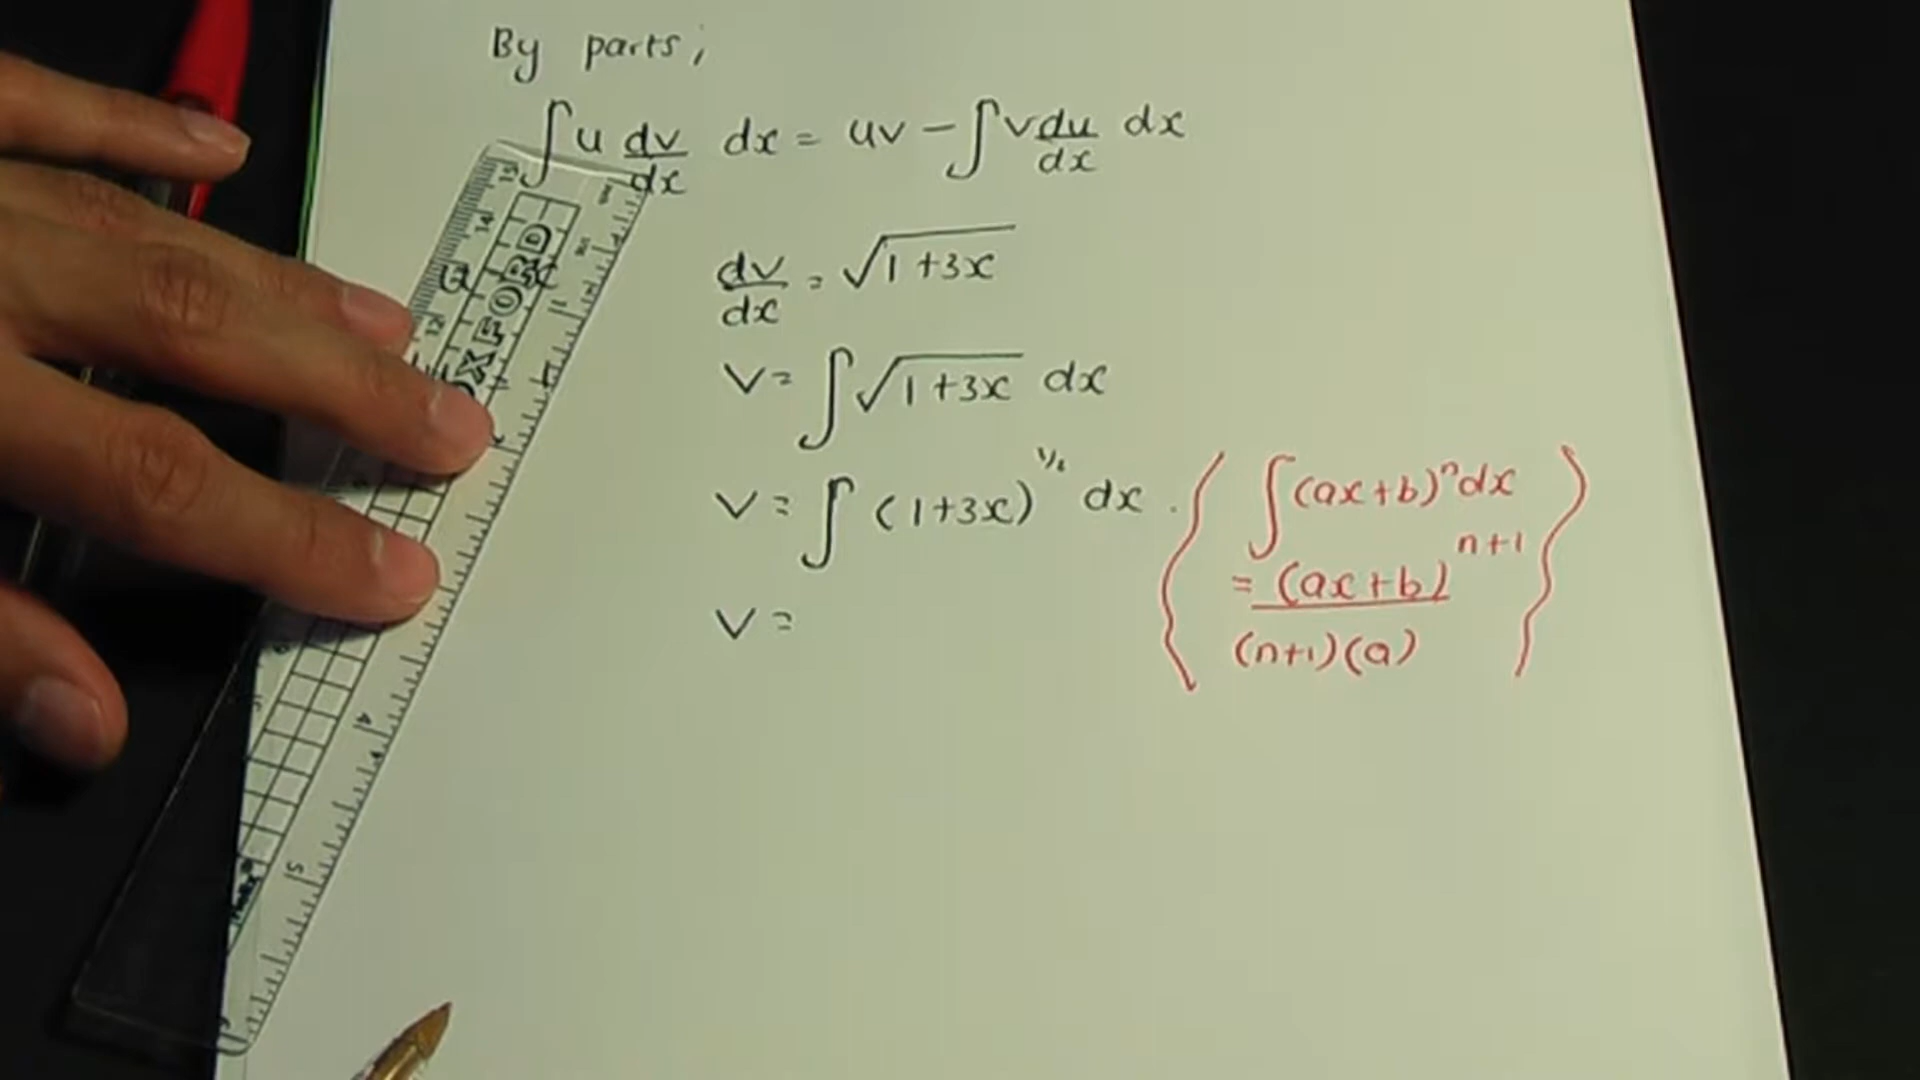 By parts;
∫ u dv/dx dx = uv − ∫ v du/dx dx
dv/dx = √(1+3x)
v = ∫ √(1+3x) dx
v = ∫ (1+3x)^(1/2) dx .
∫ (ax+b)^n dx
= (ax+b)^(n+1) / (n+1)(a)
v =
OXFORD